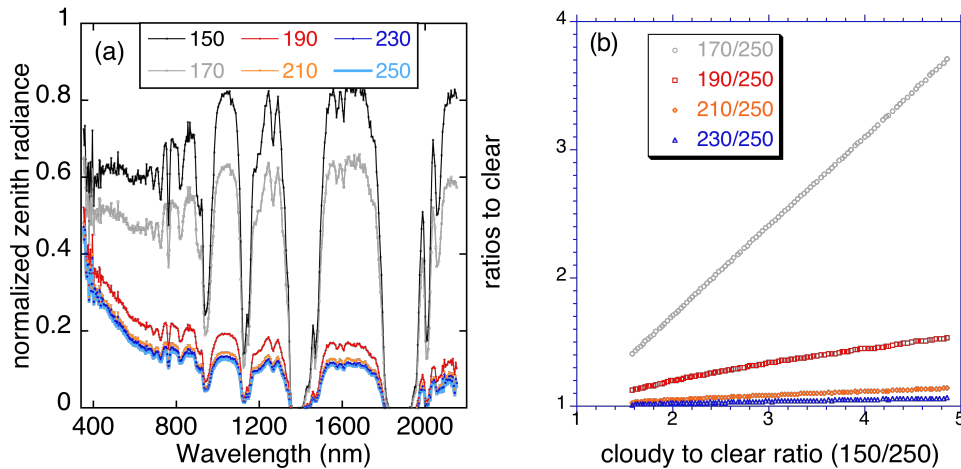 (a)
150 190 230
170 210 250
normalized zenith radiance
1
0.8
0.6
0.4
0.2
0
400 800 1200 1600 2000
Wavelength (nm)
(b)
170/250
190/250
210/250
230/250
ratios to clear
4
3
2
1
1 2 3 4 5
cloudy to clear ratio (150/250)